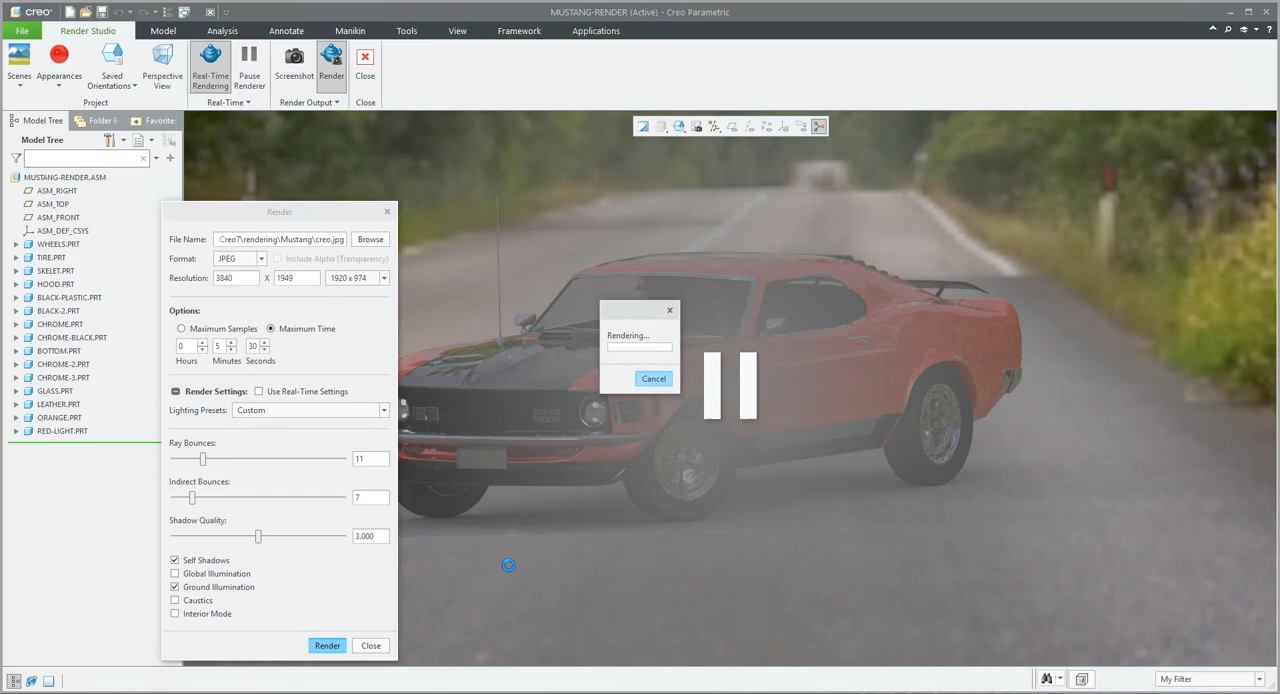 creo
MUSTANG-RENDER (Active) - Creo Parametric
File
Render Studio
Model
Analysis
Annotate
Manikin
Tools
View
Framework
Applications
Scenes
Appearances
Saved
Orientations
Perspective
View
Real-Time
Rendering
Pause
Renderer
Screenshot
Render
Close
Project
Real-Time
Render Output
Close
Model Tree
Folder B
Favorite:
Model Tree
MUSTANG-RENDER.ASM
ASM_RIGHT
ASM_TOP
ASM_FRONT
ASM_DEF_CSYS
WHEELS.PRT
TIRE.PRT
SKELET.PRT
HOOD.PRT
BLACK-PLASTIC.PRT
BLACK-2.PRT
CHROME.PRT
CHROME-BLACK.PRT
BOTTOM.PRT
CHROME-2.PRT
CHROME-3.PRT
GLASS.PRT
LEATHER.PRT
ORANGE.PRT
RED-LIGHT.PRT
Render
File Name: Creo7\rendering\Mustang\creo.jpg Browse
Format: JPEG Include Alpha (Transparency)
Resolution: 3840 X 1949 1920 x 974
Options:
Maximum Samples Maximum Time
0 5 30
Hours Minutes Seconds
Render Settings: Use Real-Time Settings
Lighting Presets: Custom
Ray Bounces:
11
Indirect Bounces:
7
Shadow Quality:
3.000
Self Shadows
Global Illumination
Ground Illumination
Caustics
Interior Mode
Render Close
Rendering...
Cancel
My Filter